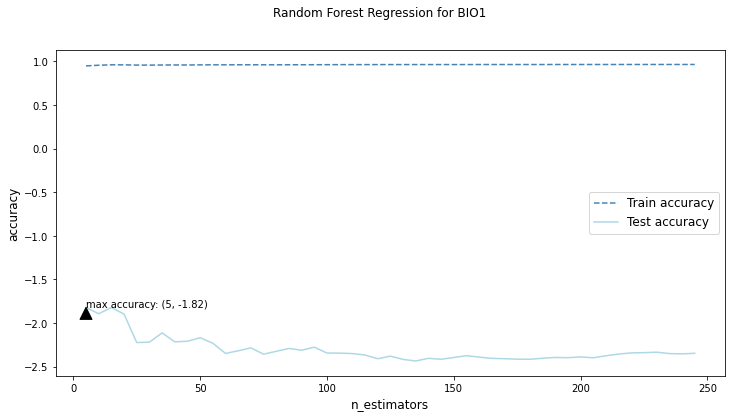 Random Forest Regression for BIO1
1.0
0.5
0.0
−0.5
−1.0
−1.5
−2.0
−2.5
accuracy
Train accuracy
Test accuracy
max accuracy: (5, -1.82)
0
50
100
150
200
250
n_estimators